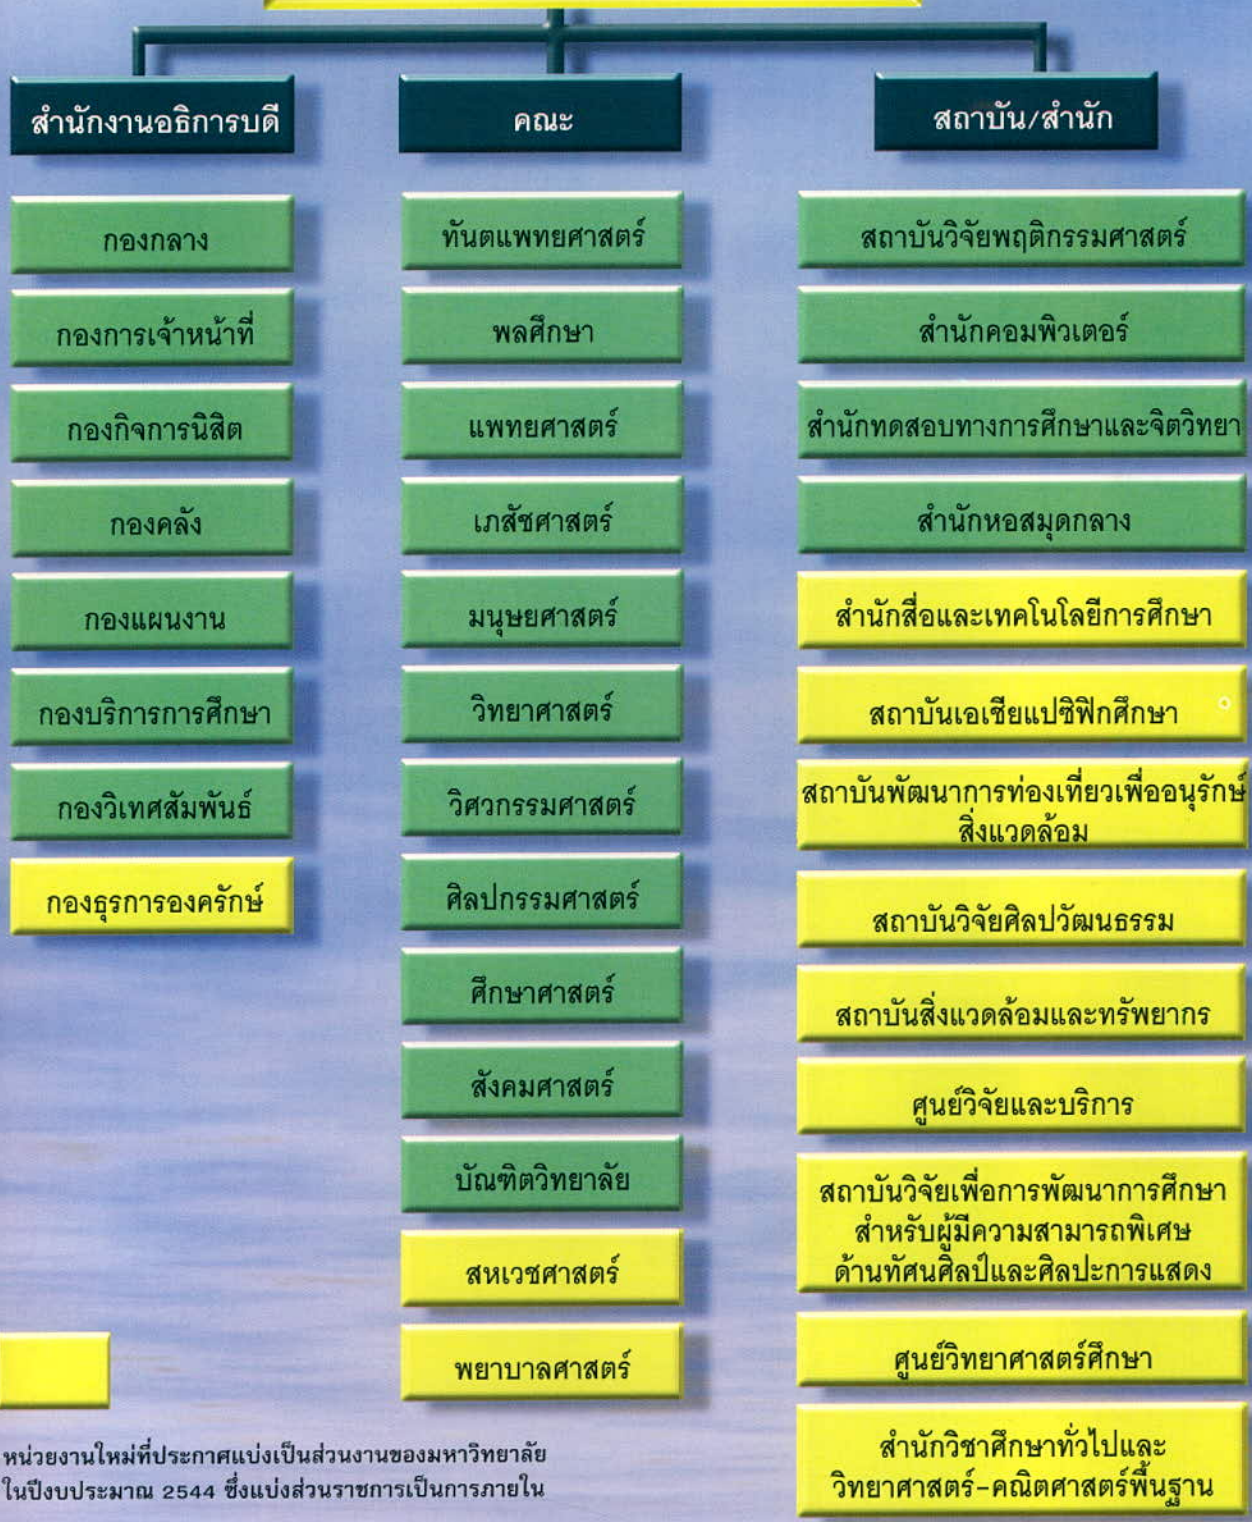 สำนักงานอธิการบดี
คณะ
สถาบัน/สำนัก
กองกลาง
กองการเจ้าหน้าที่
กองกิจการนิสิต
กองคลัง
กองแผนงาน
กองบริการการศึกษา
กองวิเทศสัมพันธ์
กองธุรการองครักษ์
ทันตแพทยศาสตร์
พลศึกษา
แพทยศาสตร์
เภสัชศาสตร์
มนุษยศาสตร์
วิทยาศาสตร์
วิศวกรรมศาสตร์
ศิลปกรรมศาสตร์
ศึกษาศาสตร์
สังคมศาสตร์
บัณฑิตวิทยาลัย
สหเวชศาสตร์
พยาบาลศาสตร์
สถาบันวิจัยพฤติกรรมศาสตร์
สำนักคอมพิวเตอร์
สำนักทดสอบทางการศึกษาและจิตวิทยา
สำนักหอสมุดกลาง
สำนักสื่อและเทคโนโลยีการศึกษา
สถาบันเอเชียแปซิฟิกศึกษา
สถาบันพัฒนาการท่องเที่ยวเพื่ออนุรักษ์
สิ่งแวดล้อม
สถาบันวิจัยศิลปวัฒนธรรม
สถาบันสิ่งแวดล้อมและทรัพยากร
ศูนย์วิจัยและบริการ
สถาบันวิจัยเพื่อการพัฒนาการศึกษา
สำหรับผู้มีความสามารถพิเศษ
ด้านทัศนศิลป์และศิลปะการแสดง
ศูนย์วิทยาศาสตร์ศึกษา
สำนักวิชาศึกษาทั่วไปและ
วิทยาศาสตร์-คณิตศาสตร์พื้นฐาน
หน่วยงานใหม่ที่ประกาศแบ่งเป็นส่วนงานของมหาวิทยาลัย
ในปีงบประมาณ 2544 ซึ่งแบ่งส่วนราชการเป็นการภายใน